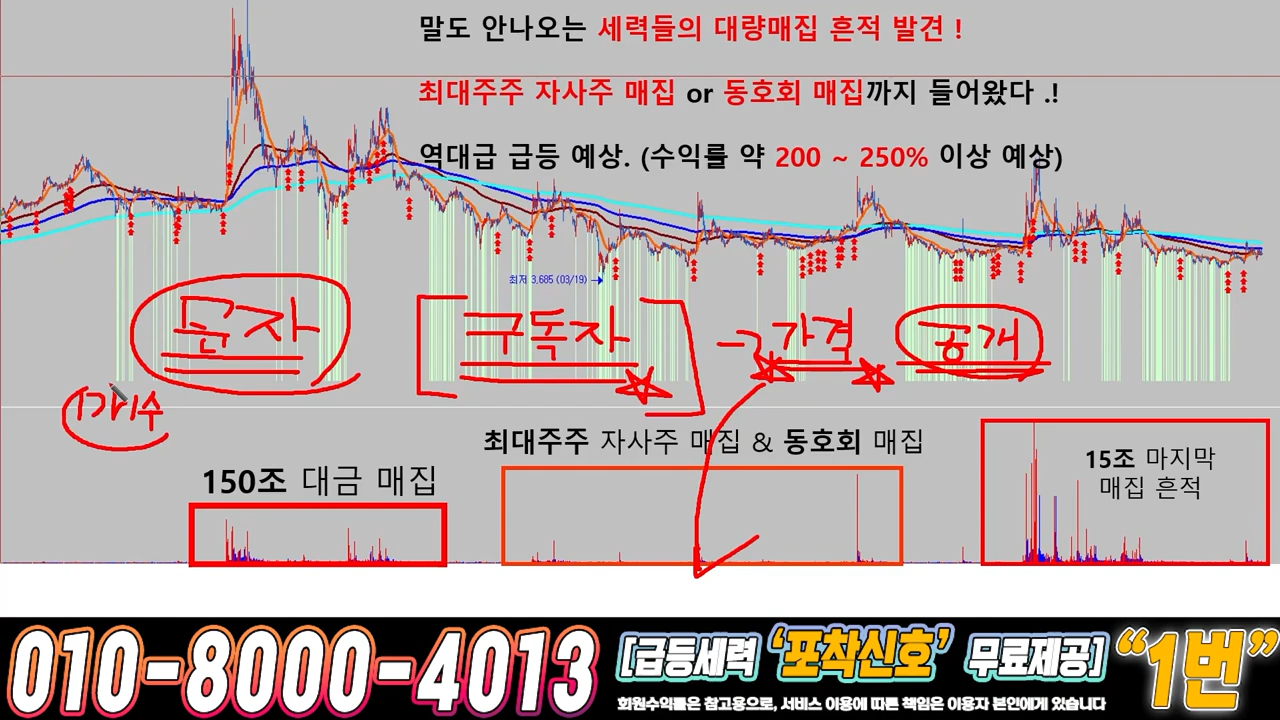 말도 안나오는 세력들의 대량매집 흔적 발견 !
최대주주 자사주 매집 or 동호회 매집까지 들어왔다 .!
역대급 급등 예상. (수익률 약 200 ~ 250% 이상 예상)
최저 3,685 (03/19)
문자 구독자 가격 공개
최대주주 자사주 매집 & 동호회 매집
150조 대금 매집
15조 마지막
매집 흔적
010-8000-4013
[급등세력 '포착신호' 무료제공] "1번"
회원수익률은 참고용으로, 서비스 이용에 따른 책임은 이용자 본인에게 있습니다